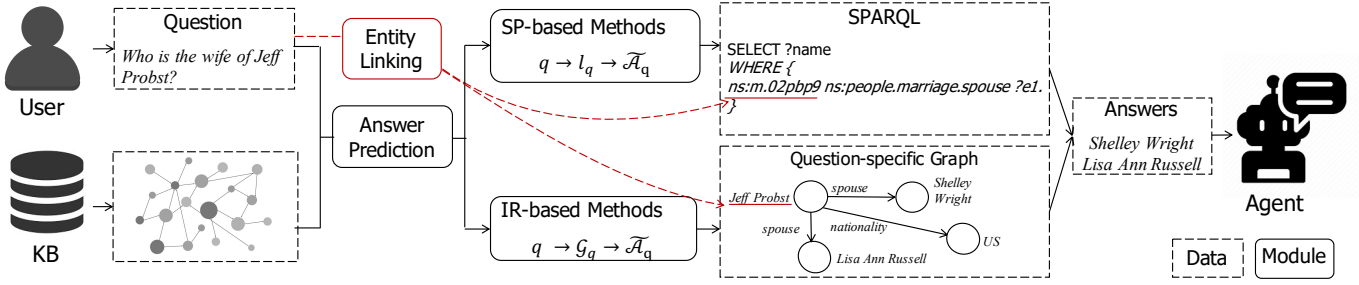 User
KB
Question
Who is the wife of Jeff
Probst?
Entity
Linking
Answer
Prediction
SP-based Methods
q → l_q → 𝒜̃_q
IR-based Methods
q → 𝒢_q → 𝒜̃_q
SPARQL
SELECT ?name
WHERE {
ns:m.02pbp9 ns:people.marriage.spouse ?e1.
}
Question-specific Graph
Jeff Probst
spouse
Shelley
Wright
spouse
nationality
US
Lisa Ann Russell
Answers
Shelley Wright
Lisa Ann Russell
Agent
Data
Module